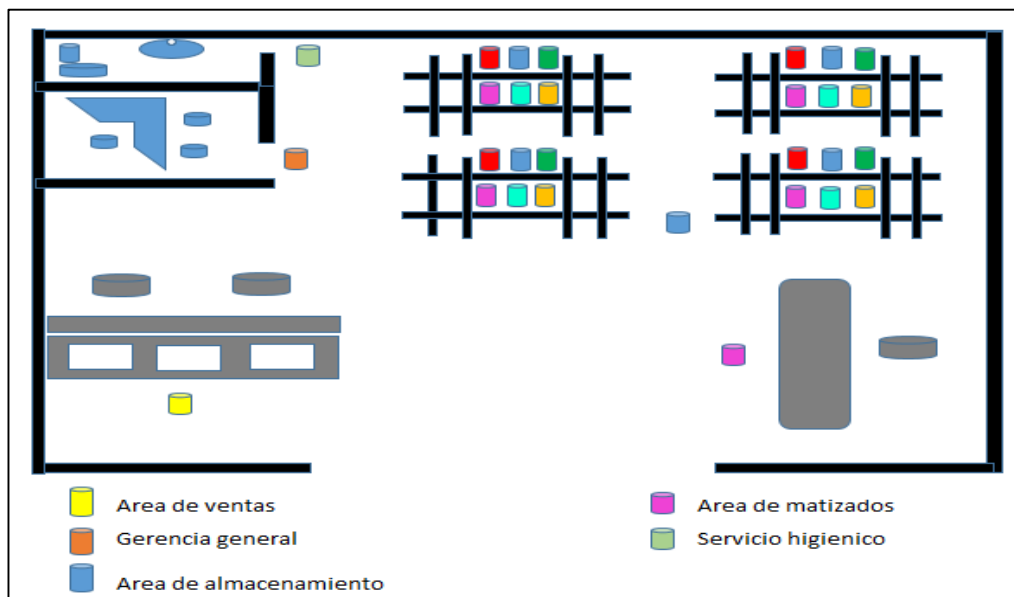 Area de ventas
Gerencia general
Area de almacenamiento
Area de matizados
Servicio higienico